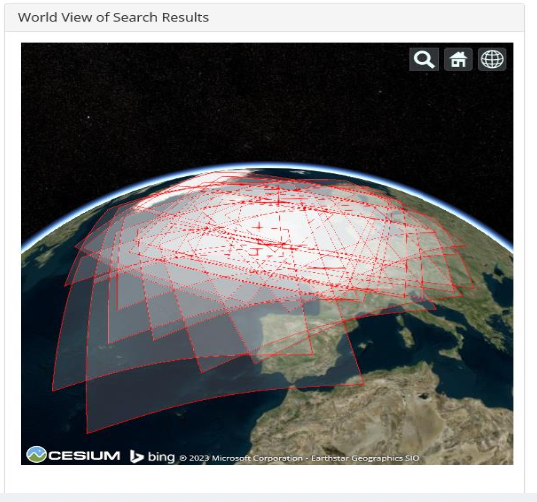 World View of Search Results
CESIUM bing © 2023 Microsoft Corporation - Earthstar Geographics SIO